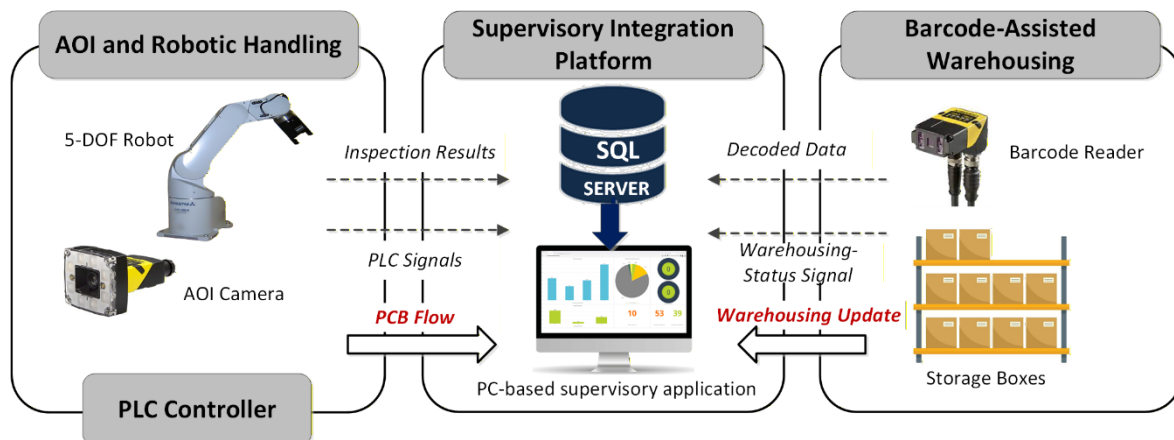 AOI and Robotic Handling
Supervisory Integration
Platform
Barcode-Assisted
Warehousing
5-DOF Robot
AOI Camera
PLC Controller
Inspection Results
PLC Signals
PCB Flow
SQL
SERVER
10
53
39
0
0
PC-based supervisory application
Decoded Data
Warehousing-
Status Signal
Warehousing Update
Barcode Reader
Storage Boxes